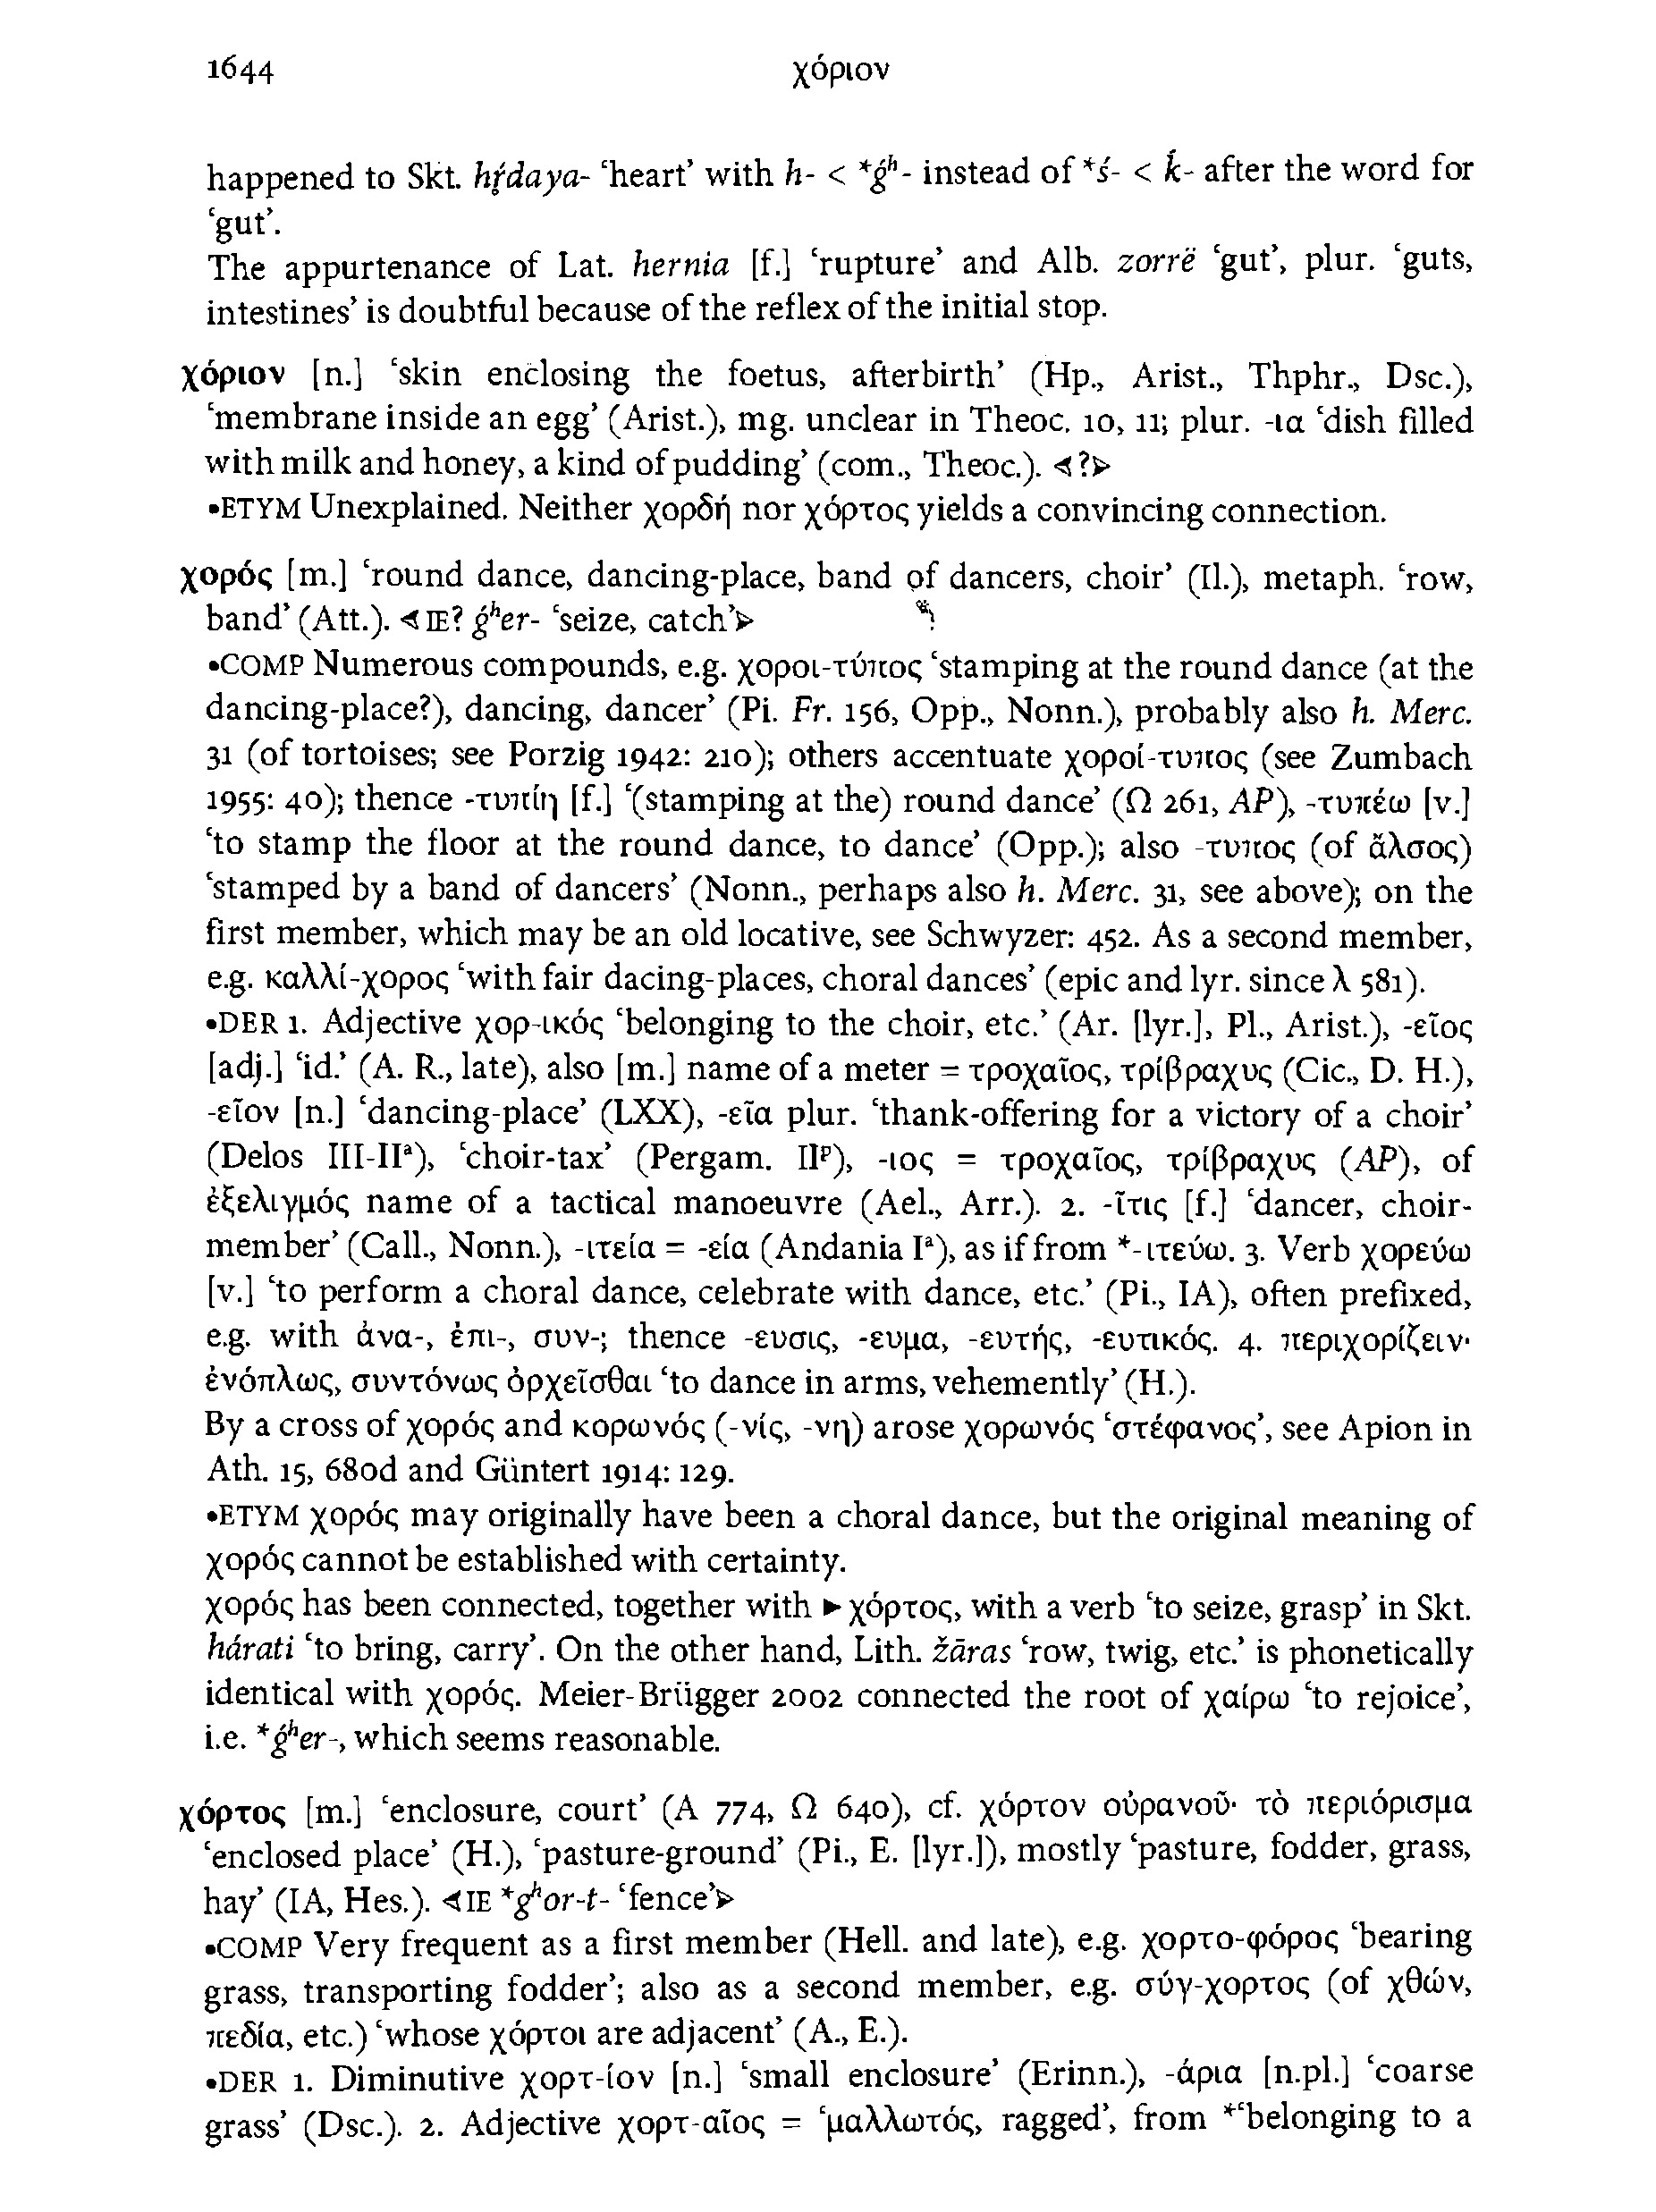 1644 χόριον
happened to Skt. hṛ́daya- ‘heart’ with h- < *ǵʰ- instead of *ś- < ḱ- after the word for
‘gut’.
The appurtenance of Lat. hernia [f.] ‘rupture’ and Alb. zorrë ‘gut’, plur. ‘guts,
intestines’ is doubtful because of the reflex of the initial stop.
χόριον [n.] ‘skin enclosing the foetus, afterbirth’ (Hp., Arist., Thphr., Dsc.),
‘membrane inside an egg’ (Arist.), mg. unclear in Theoc. 10, 11; plur. -ια ‘dish filled
with milk and honey, a kind of pudding’ (com., Theoc.). ⊲?⊳
•ETYM Unexplained. Neither χορδή nor χόρτος yields a convincing connection.
χορός [m.] ‘round dance, dancing-place, band of dancers, choir’ (Il.), metaph. ‘row,
band’ (Att.). ⊲IE? ǵʰer- ‘seize, catch’⊳
•COMP Numerous compounds, e.g. χοροι-τύπος ‘stamping at the round dance (at the
dancing-place?), dancing, dancer’ (Pi. Fr. 156, Opp., Nonn.), probably also h. Merc.
31 (of tortoises; see Porzig 1942: 210); others accentuate χοροί-τυπος (see Zumbach
1955: 40); thence -τυπίη [f.] ‘(stamping at the) round dance’ (Ω 261, AP), -τυπέω [v.]
‘to stamp the floor at the round dance, to dance’ (Opp.); also -τυπος (of ἄλσος)
‘stamped by a band of dancers’ (Nonn., perhaps also h. Merc. 31, see above); on the
first member, which may be an old locative, see Schwyzer: 452. As a second member,
e.g. καλλί-χορος ‘with fair dacing-places, choral dances’ (epic and lyr. since λ 581).
•DER 1. Adjective χορ-ικός ‘belonging to the choir, etc.’ (Ar. [lyr.], Pl., Arist.), -εῖος
[adj.] ‘id.’ (A. R., late), also [m.] name of a meter = τροχαῖος, τρίβραχυς (Cic., D. H.),
-εῖον [n.] ‘dancing-place’ (LXX), -εῖα plur. ‘thank-offering for a victory of a choir’
(Delos III-IIᵃ), ‘choir-tax’ (Pergam. IIᵖ), -ιος = τροχαῖος, τρίβραχυς (AP), of
ἐξελιγμός name of a tactical manoeuvre (Ael., Arr.). 2. -ῖτις [f.] ‘dancer, choir-
member’ (Call., Nonn.), -ιτεία = -εία (Andania Iᵃ), as if from *-ιτεύω. 3. Verb χορεύω
[v.] ‘to perform a choral dance, celebrate with dance, etc.’ (Pi., IA), often prefixed,
e.g. with ἀνα-, ἐπι-, συν-; thence -ευσις, -ευμα, -ευτής, -ευτικός. 4. περιχορίζειν·
ἐνόπλως, συντόνως ὀρχεῖσθαι ‘to dance in arms, vehemently’ (H.).
By a cross of χορός and κορωνός (-νίς, -νη) arose χορωνός ‘στέφανος’, see Apion in
Ath. 15, 680d and Güntert 1914: 129.
•ETYM χορός may originally have been a choral dance, but the original meaning of
χορός cannot be established with certainty.
χορός has been connected, together with ►χόρτος, with a verb ‘to seize, grasp’ in Skt.
hárati ‘to bring, carry’. On the other hand, Lith. žãras ‘row, twig, etc.’ is phonetically
identical with χορός. Meier-Brügger 2002 connected the root of χαίρω ‘to rejoice’,
i.e. *ǵʰer-, which seems reasonable.
χόρτος [m.] ‘enclosure, court’ (Α 774, Ω 640), cf. χόρτον οὐρανοῦ· τὸ περιόρισμα
‘enclosed place’ (H.), ‘pasture-ground’ (Pi., E. [lyr.]), mostly ‘pasture, fodder, grass,
hay’ (IA, Hes.). ⊲IE *gʰor-t- ‘fence’⊳
•COMP Very frequent as a first member (Hell. and late), e.g. χορτο-φόρος ‘bearing
grass, transporting fodder’; also as a second member, e.g. σύγ-χορτος (of χθών,
πεδία, etc.) ‘whose χόρτοι are adjacent’ (A., E.).
•DER 1. Diminutive χορτ-ίον [n.] ‘small enclosure’ (Erinn.), -άρια [n.pl.] ‘coarse
grass’ (Dsc.). 2. Adjective χορτ-αῖος = ‘μαλλωτός, ragged’, from *‘belonging to a